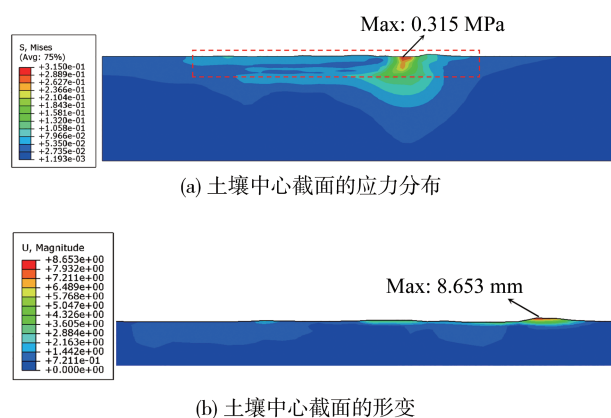 Max: 0.315 MPa
S, Mises
(Avg: 75%)
+3.150e-01
+2.889e-01
+2.627e-01
+2.366e-01
+2.104e-01
+1.843e-01
+1.581e-01
+1.320e-01
+1.058e-01
+7.966e-02
+5.350e-02
+2.735e-02
+1.193e-03
(a) 土壤中心截面的应力分布
U, Magnitude
+8.653e+00
+7.932e+00
+7.211e+00
+6.489e+00
+5.768e+00
+5.047e+00
+4.326e+00
+3.605e+00
+2.884e+00
+2.163e+00
+1.442e+00
+7.211e-01
+0.000e+00
Max: 8.653 mm
(b) 土壤中心截面的形变